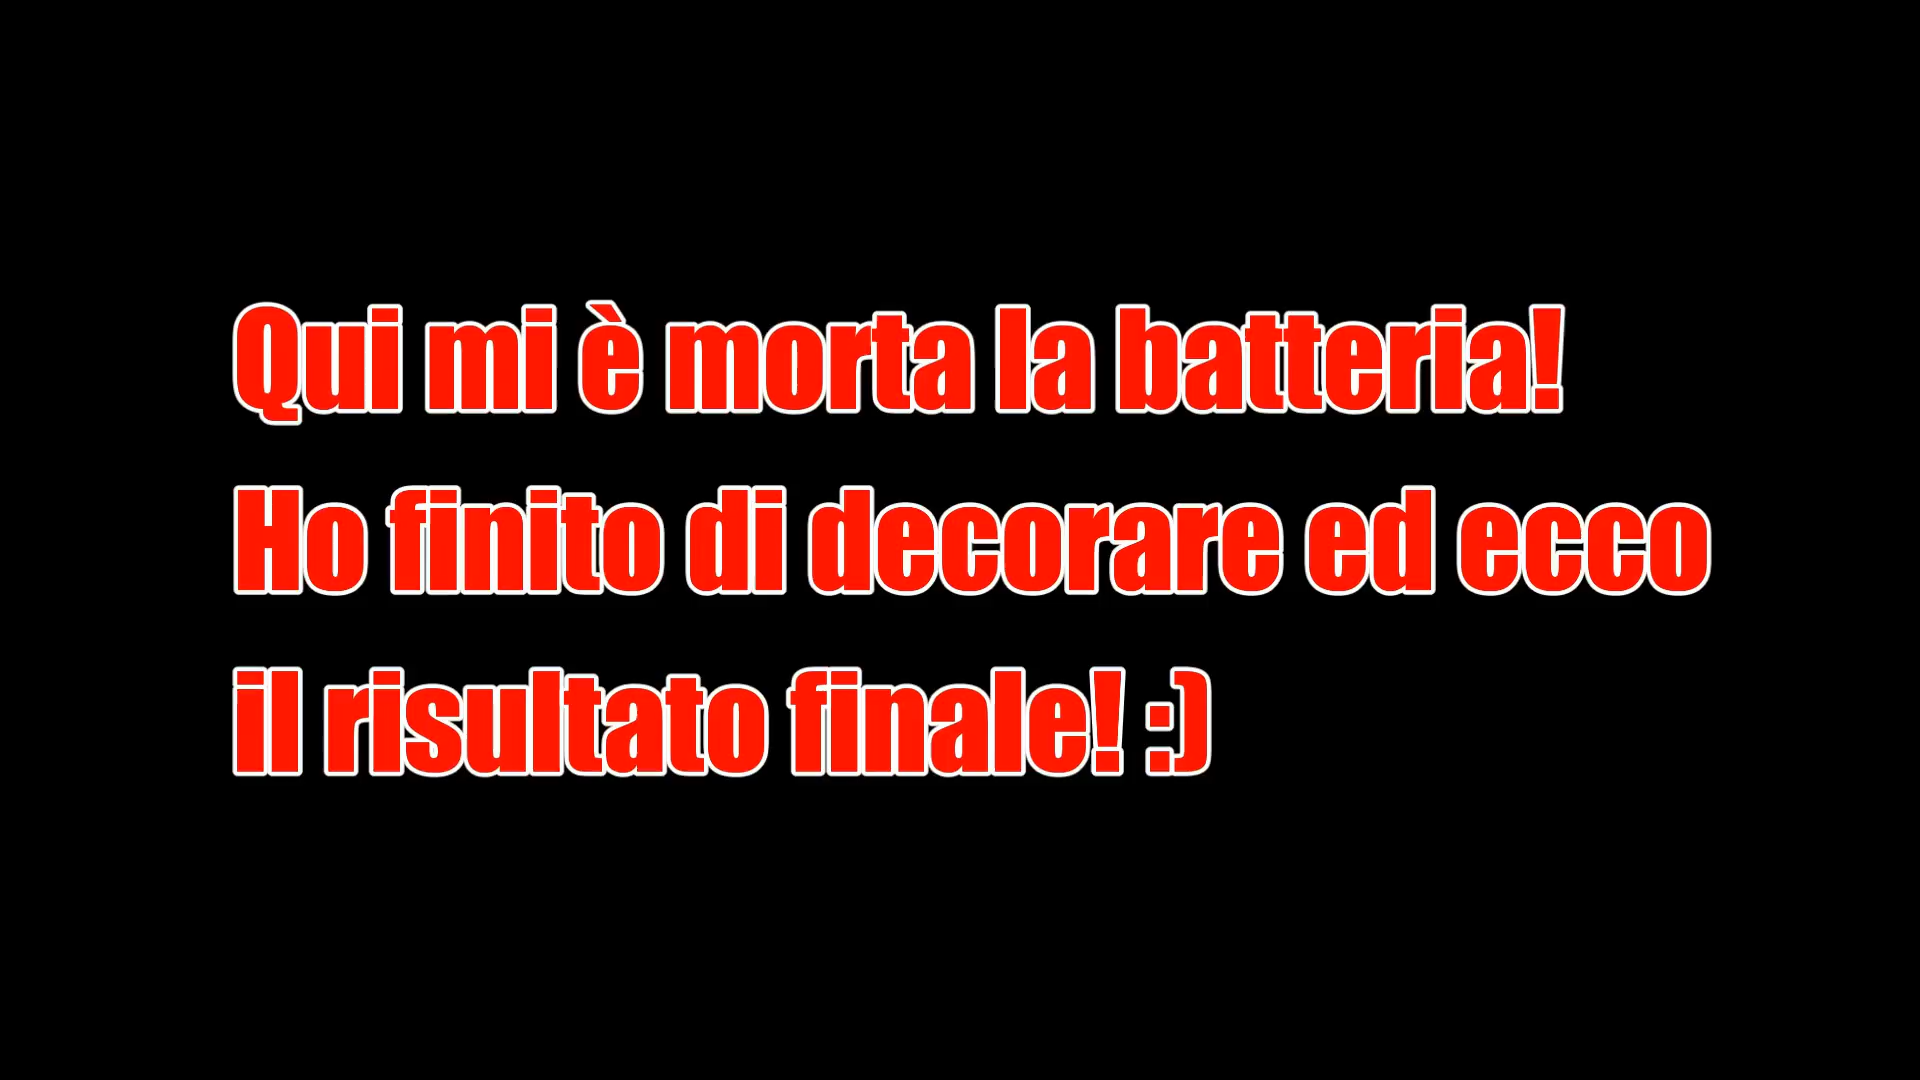 Qui mi è morta la batteria!
Ho finito di decorare ed ecco
il risultato finale! :)